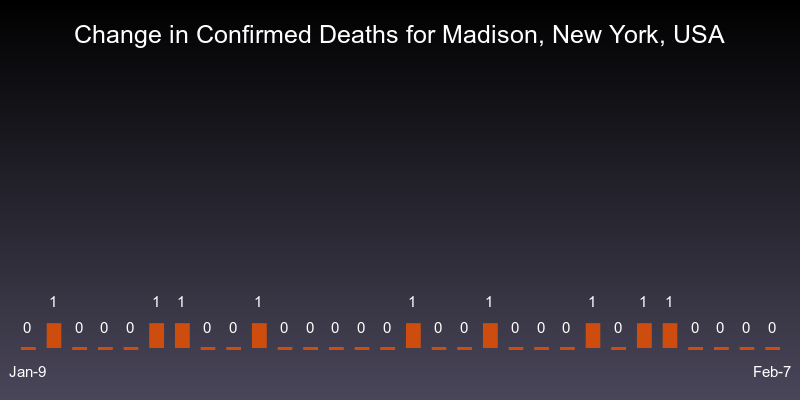 Change in Confirmed Deaths for Madison, New York, USA
1 1 1 1 1 1 1 1 1
0 0 0 0 0 0 0 0 0 0 0 0 0 0 0 0 0 0 0 0 0
Jan-9 Feb-7